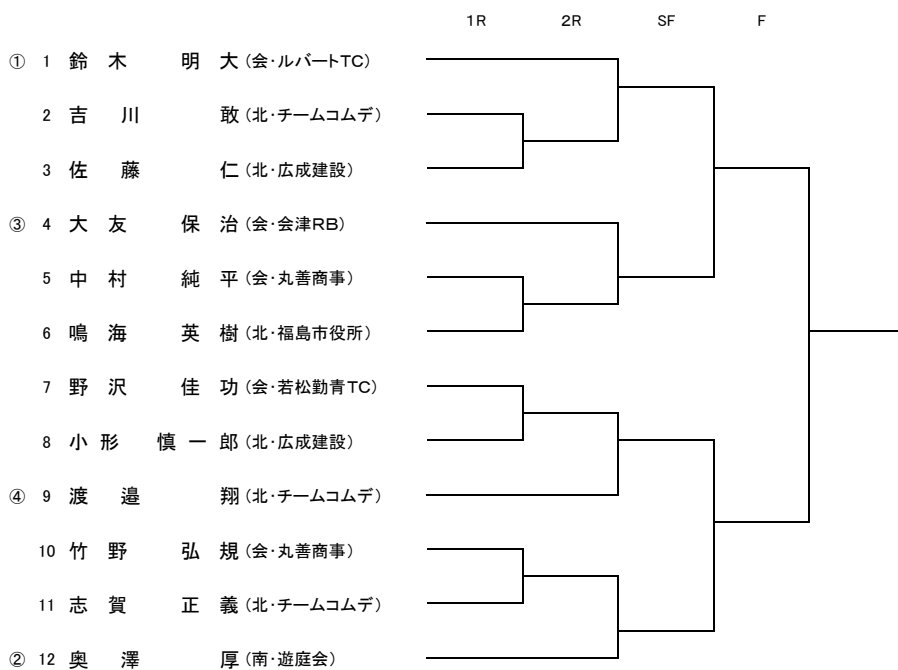 1R 2R SF F
① 1 鈴木 明大 (会・ルバートTC)
2 吉川 敢 (北・チームコムデ)
3 佐藤 仁 (北・広成建設)
③ 4 大友 保治 (会・会津RB)
5 中村 純平 (会・丸善商事)
6 鳴海 英樹 (北・福島市役所)
7 野沢 佳功 (会・若松勤青TC)
8 小形 慎一郎 (北・広成建設)
④ 9 渡邉 翔 (北・チームコムデ)
10 竹野 弘規 (会・丸善商事)
11 志賀 正義 (北・チームコムデ)
② 12 奥澤 厚 (南・遊庭会)